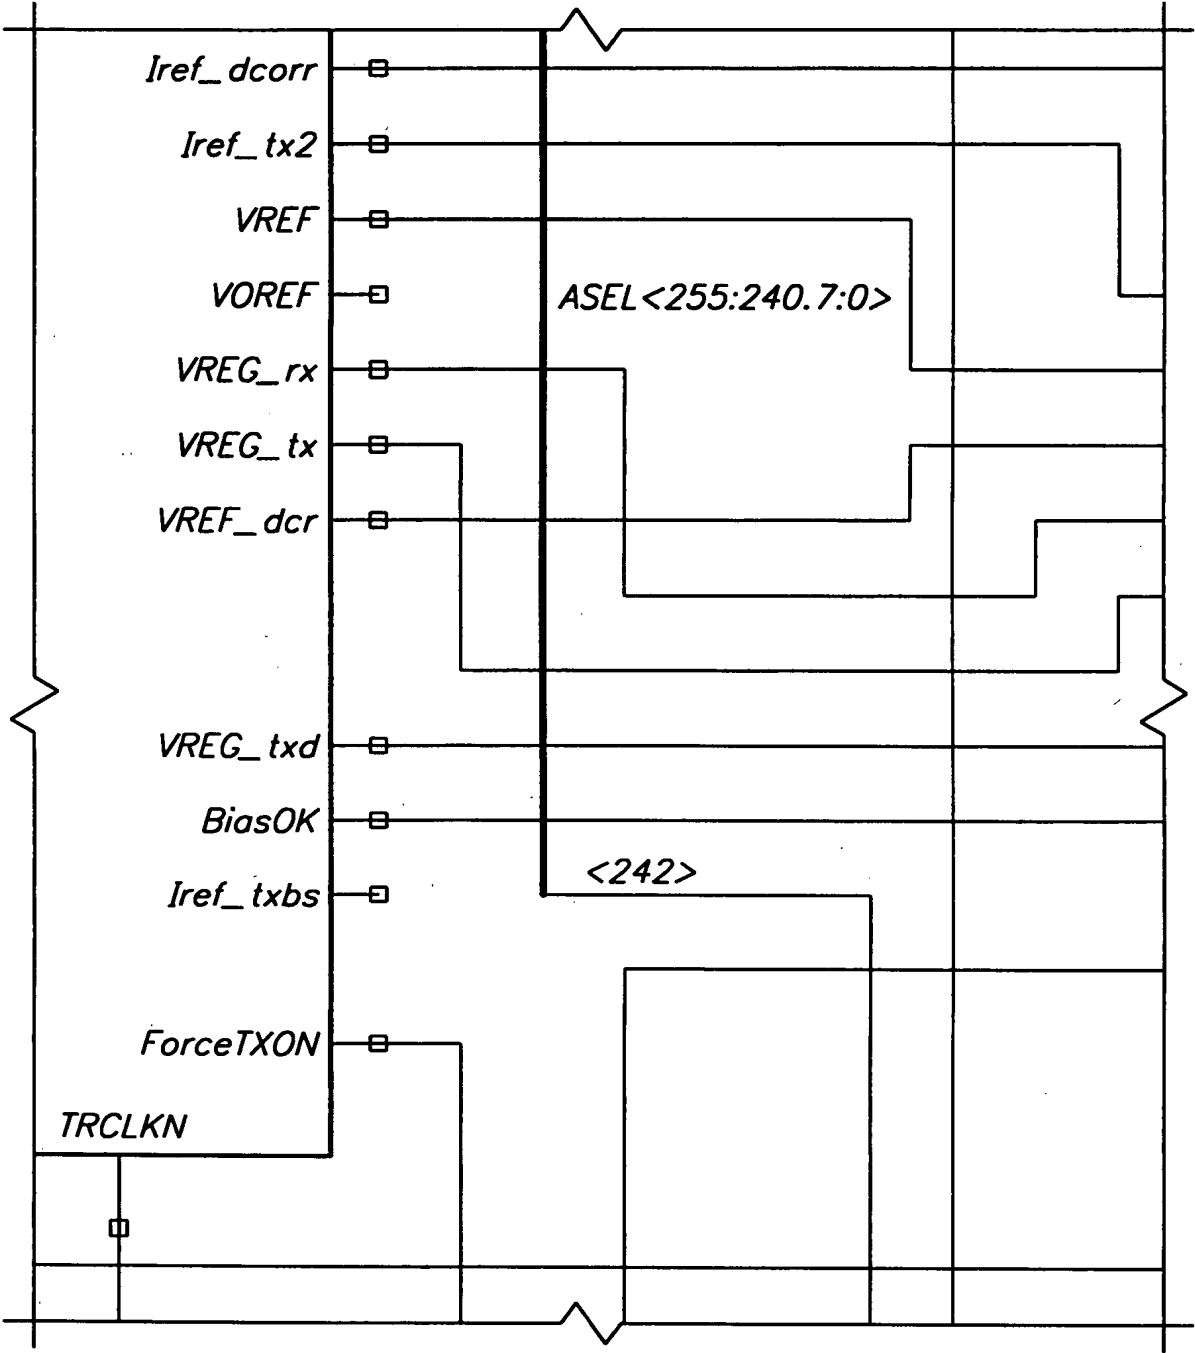 Iref_dcorr
Iref_tx2
VREF
VOREF
ASEL<255:240.7:0>
VREG_rx
VREG_tx
VREF_dcr
VREG_txd
BiasOK
<242>
Iref_txbs
ForceTXON
TRCLKN